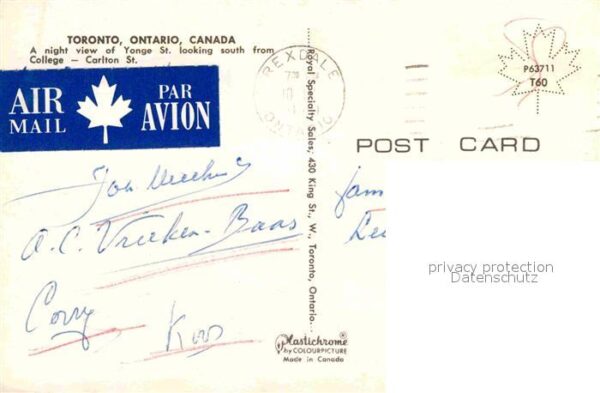 TORONTO, ONTARIO, CANADA
A night view of Yonge St. looking south from
College — Carlton St.
AIR
MAIL
PAR
AVION
REXDALE
ONTARIO
P63711
T60
POST CARD
Royal Specialty Sales, 430 King St., W., Toronto, Ontario.
A.C. Vrieken-Baas
Corry
Koos
privacy protection
Datenschutz
Plastichrome®
by COLOURPICTURE
Made in Canada